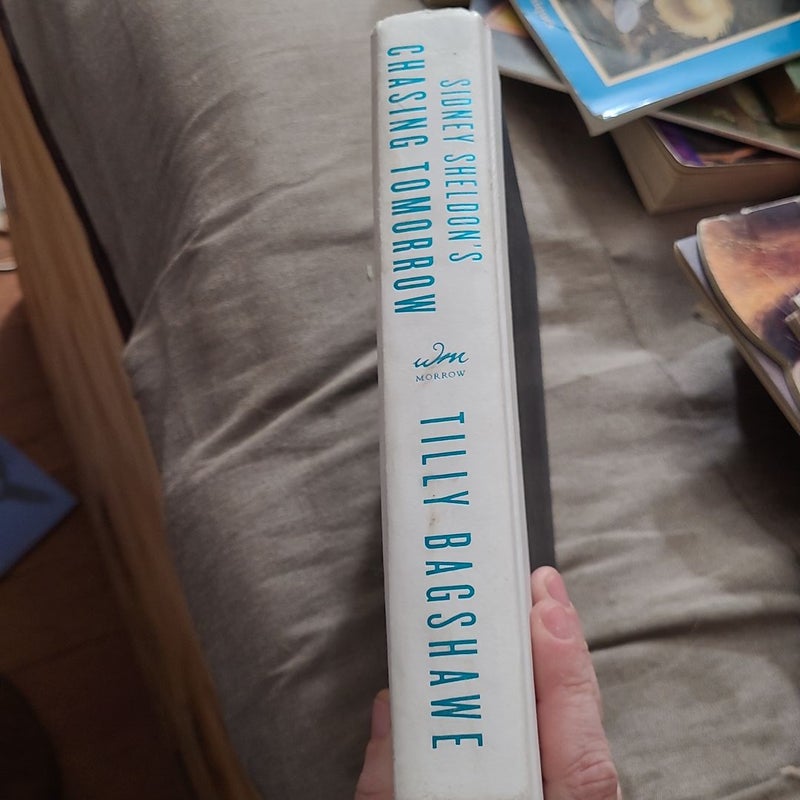 SIDNEY SHELDON'S
CHASING TOMORROW
wm
MORROW
TILLY BAGSHAWE